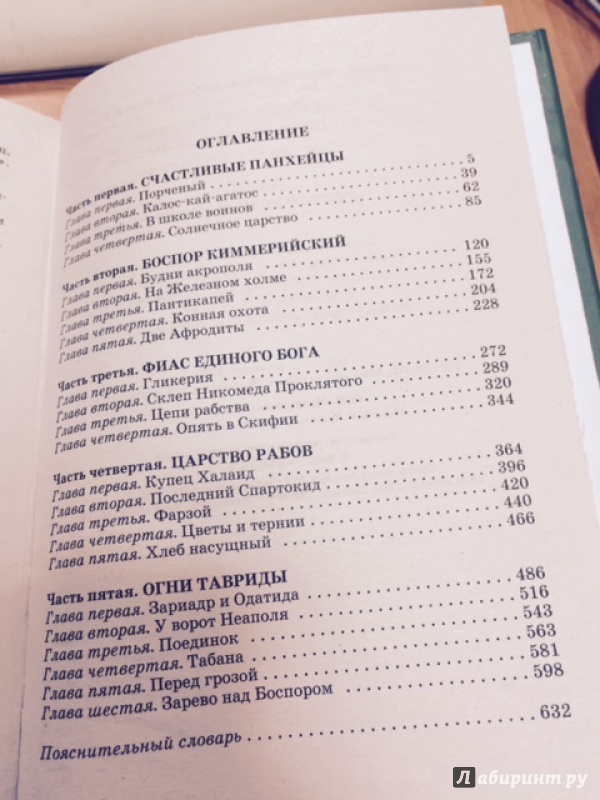 ОГЛАВЛЕНИЕ
Часть первая. СЧАСТЛИВЫЕ ПАНХЕЙЦЫ
Глава первая. Порченый . . . . . . . . . . . . . . . . . . . 5
Глава вторая. Калос-кай-агатос . . . . . . . . . . . . . . . . 39
Глава третья. В школе воинов . . . . . . . . . . . . . . . . 62
Глава четвертая. Солнечное царство . . . . . . . . . . . . . 85
Часть вторая. БОСПОР КИММЕРИЙСКИЙ
Глава первая. Будни акрополя . . . . . . . . . . . . . . . . 120
Глава вторая. На Железном холме . . . . . . . . . . . . . . 155
Глава третья. Пантикапей . . . . . . . . . . . . . . . . . . 172
Глава четвертая. Конная охота . . . . . . . . . . . . . . . 204
Глава пятая. Две Афродиты . . . . . . . . . . . . . . . . . 228
Часть третья. ФИАС ЕДИНОГО БОГА
Глава первая. Гликерия . . . . . . . . . . . . . . . . . . . 272
Глава вторая. Склеп Никомеда Проклятого . . . . . . . . . 289
Глава третья. Цепи рабства . . . . . . . . . . . . . . . . . 320
Глава четвертая. Опять в Скифии . . . . . . . . . . . . . . 344
Часть четвертая. ЦАРСТВО РАБОВ
Глава первая. Купец Халаид . . . . . . . . . . . . . . . . . 364
Глава вторая. Последний Спартокид . . . . . . . . . . . . . 396
Глава третья. Фарзой . . . . . . . . . . . . . . . . . . . . 420
Глава четвертая. Цветы и тернии . . . . . . . . . . . . . . 440
Глава пятая. Хлеб насущный . . . . . . . . . . . . . . . . . 466
Часть пятая. ОГНИ ТАВРИДЫ
Глава первая. Зариадр и Одатида . . . . . . . . . . . . . . 486
Глава вторая. У ворот Неаполя . . . . . . . . . . . . . . . 516
Глава третья. Поединок . . . . . . . . . . . . . . . . . . . 543
Глава четвертая. Табана . . . . . . . . . . . . . . . . . . 563
Глава пятая. Перед грозой . . . . . . . . . . . . . . . . . 581
Глава шестая. Зарево над Боспором . . . . . . . . . . . . . 598
Пояснительный словарь . . . . . . . . . . . . . . . . . . . 632
Лабиринт.ру